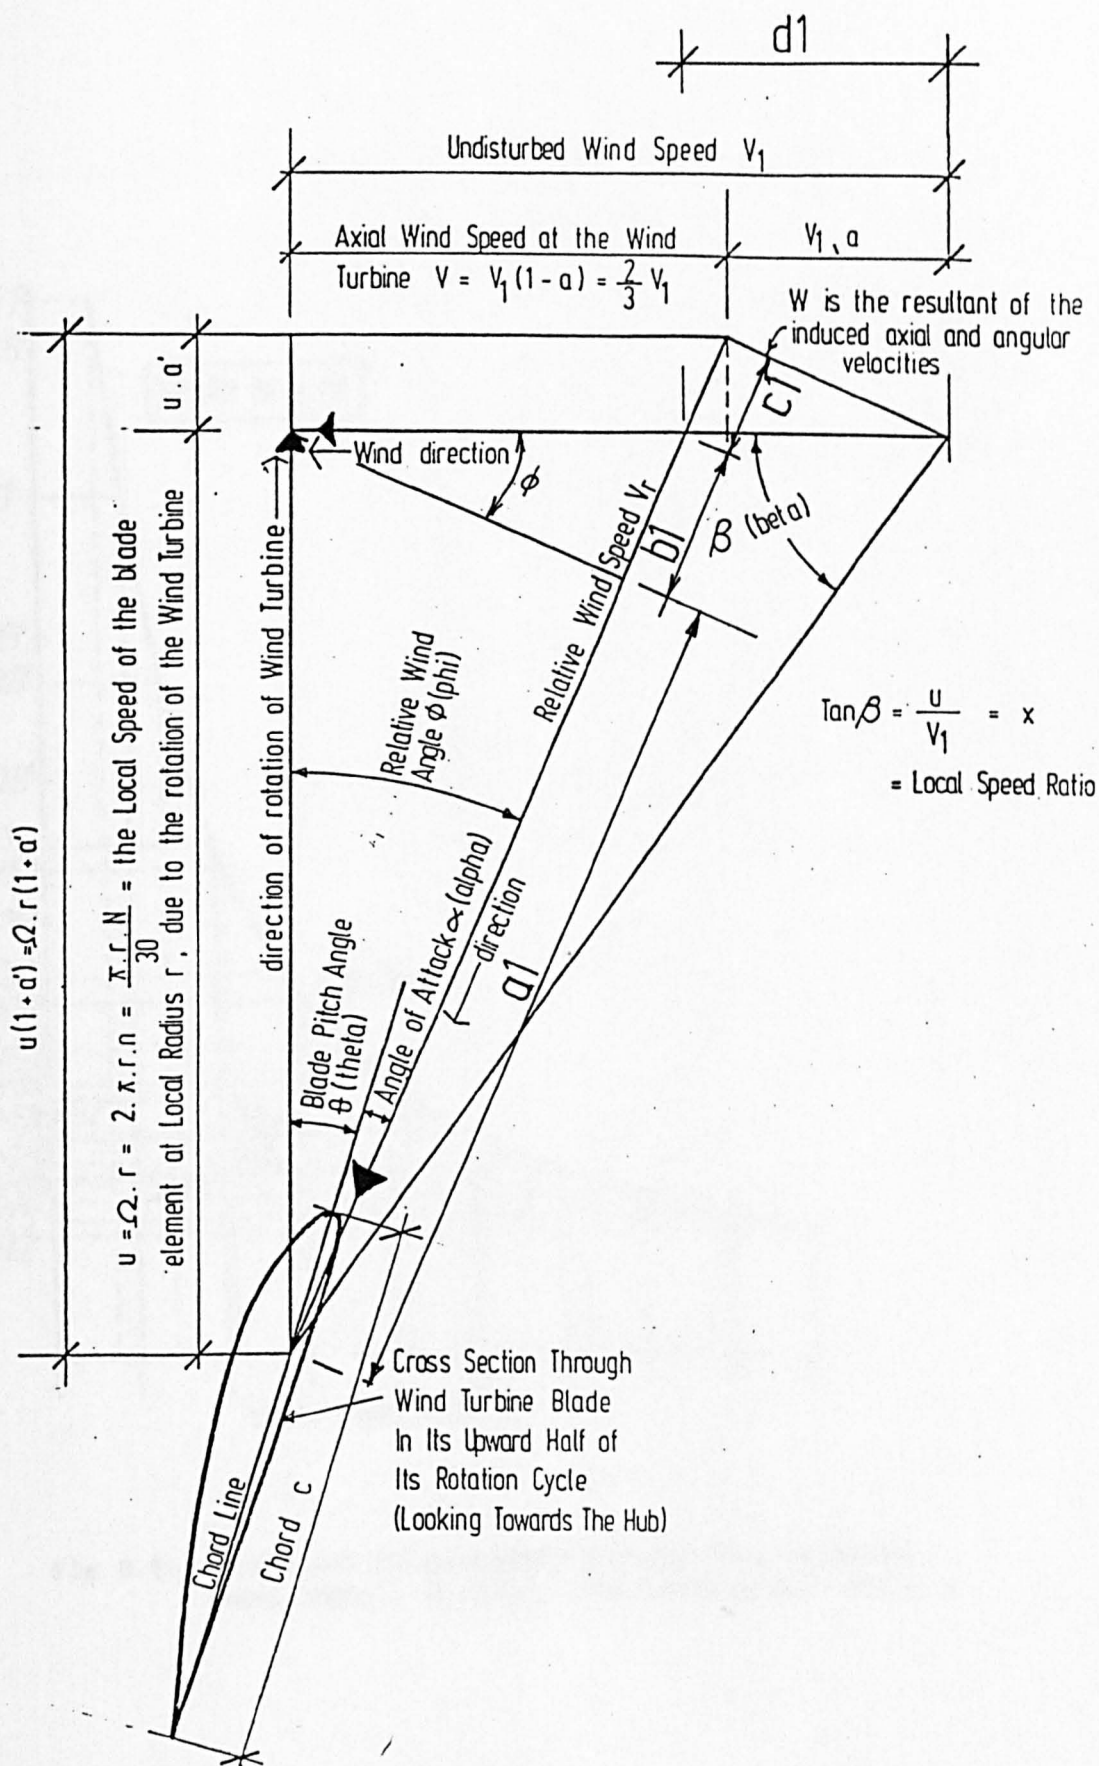 d1
Undisturbed Wind Speed V₁
Axial Wind Speed at the Wind
Turbine V = V₁(1-a) = 2/3 V₁
V₁.a
W is the resultant of the
induced axial and angular
velocities
u.a'
Wind direction
ϕ
c1
b1
β (beta)
Relative Wind Speed Vr
direction of rotation of Wind Turbine
Relative Wind
Angle ϕ(phi)
Tanβ = u/V₁ = x
= Local Speed Ratio
u(1+a') = Ω.r(1+a')
u = Ω.r = 2.π.r.n = π.r.N/30 = the Local Speed of the blade
element at Local Radius r, due to the rotation of the Wind Turbine
Blade Pitch Angle
θ (theta)
Angle of Attack α (alpha)
direction
a1
Cross Section Through
Wind Turbine Blade
In Its Upward Half of
Its Rotation Cycle
(Looking Towards The Hub)
Chord Line
Chord c